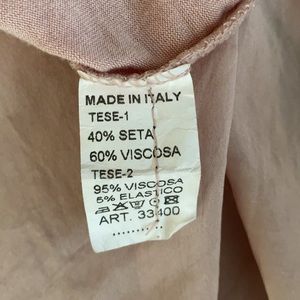 MADE IN ITALY
TESE-1
40% SETA
60% VISCOSA
TESE-2
95% VISCOSA
5% ELASTICO
ART. 33400